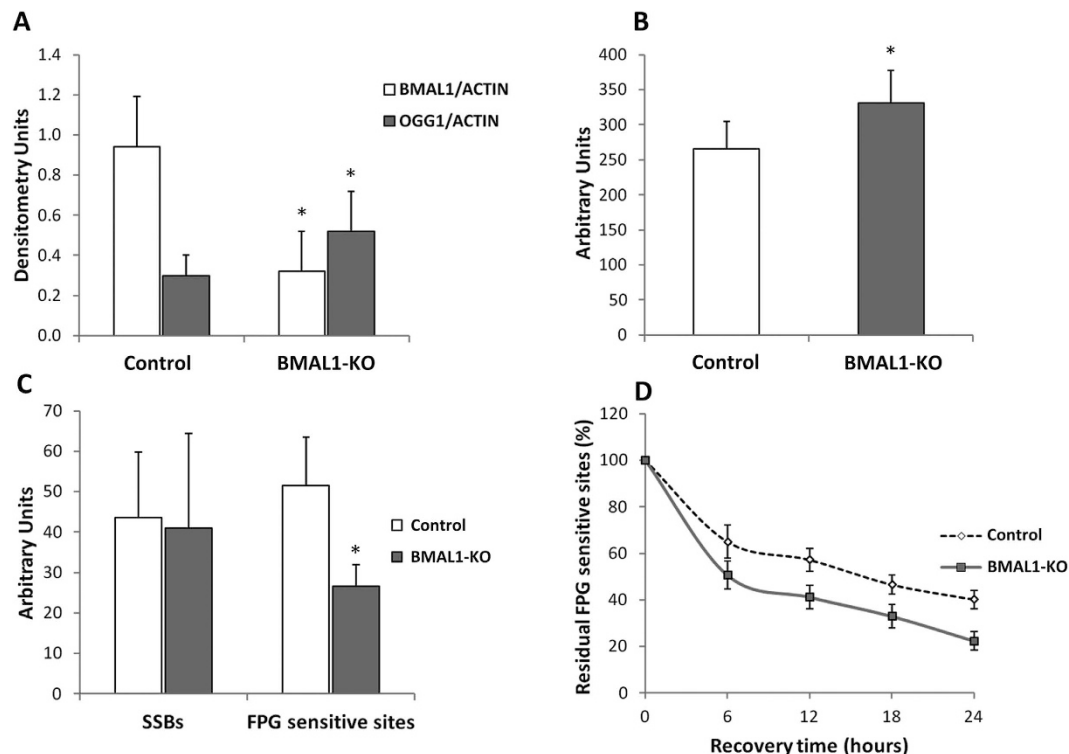 A
1.4
1.2
1.0
0.8
0.6
0.4
0.2
0.0
Densitometry Units
BMAL1/ACTIN
OGG1/ACTIN
*
*
Control
BMAL1-KO
B
400
350
300
250
200
150
100
50
0
Arbitrary Units
*
Control
BMAL1-KO
C
70
60
50
40
30
20
10
0
Arbitrary Units
Control
BMAL1-KO
*
SSBs
FPG sensitive sites
D
120
100
80
60
40
20
0
Residual FPG sensitive sites (%)
Control
BMAL1-KO
0
6
12
18
24
Recovery time (hours)